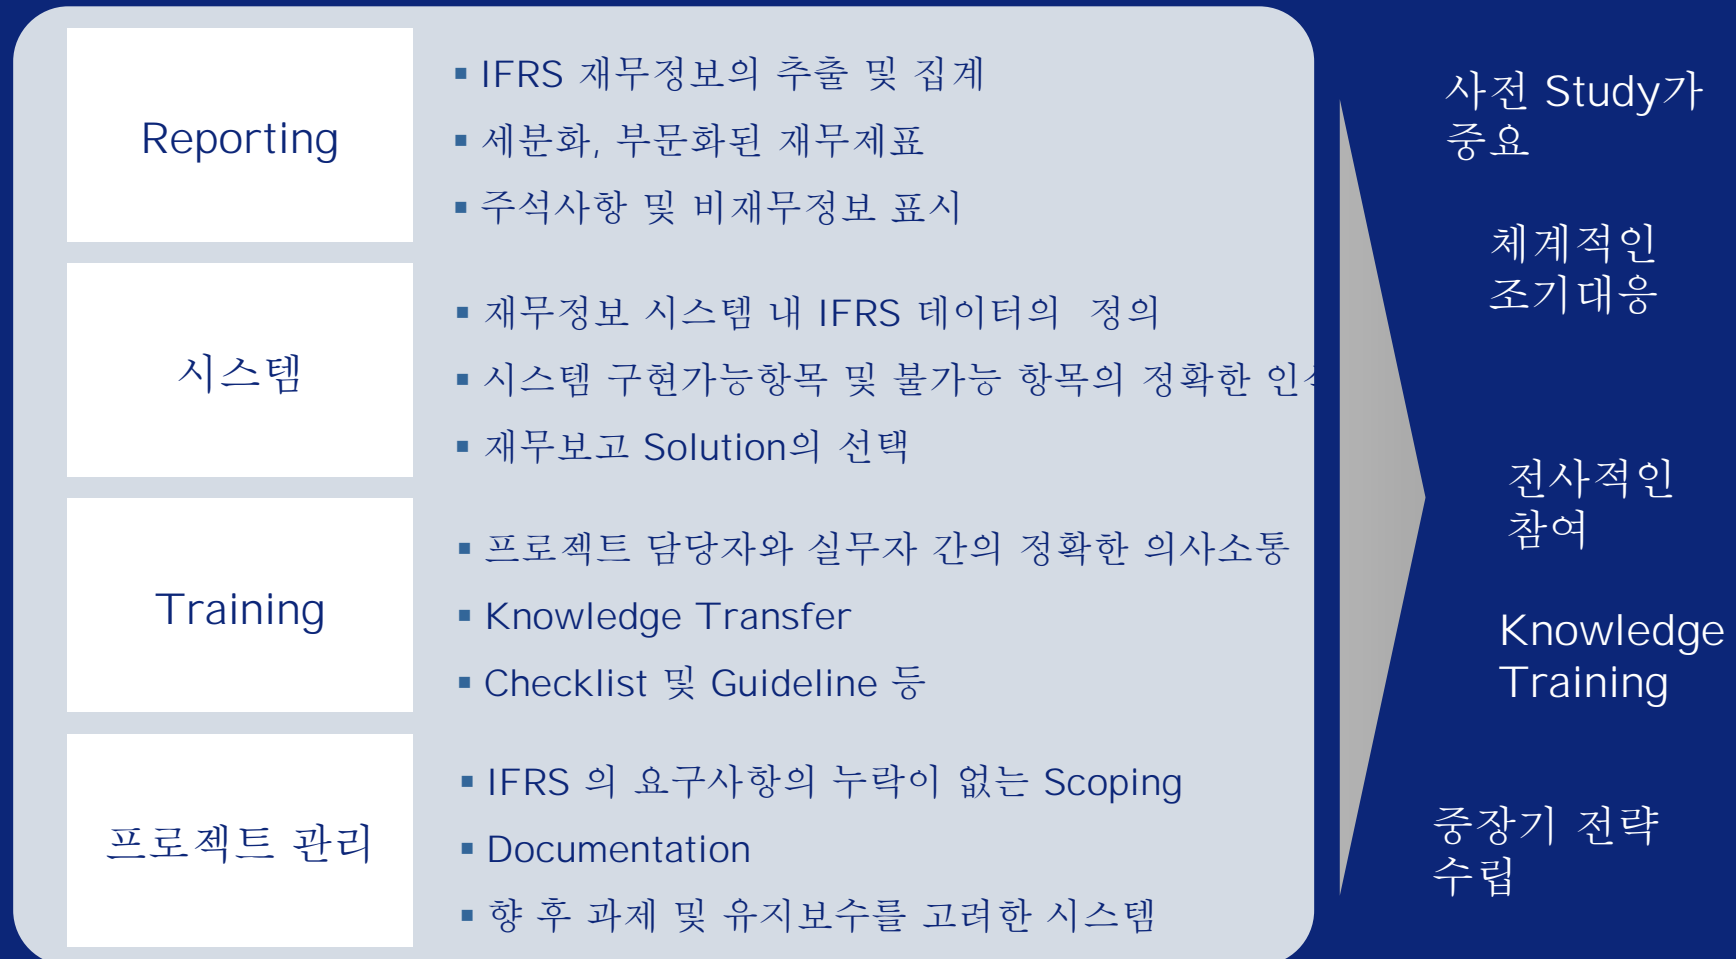 Reporting
▪ IFRS 재무정보의 추출 및 집계
▪ 세분화, 부문화된 재무제표
▪ 주석사항 및 비재무정보 표시
시스템
▪ 재무정보 시스템 내 IFRS 데이터의 정의
▪ 시스템 구현가능항목 및 불가능 항목의 정확한
▪ 재무보고 Solution의 선택
Training
▪ 프로젝트 담당자와 실무자 간의 정확한 의사소통
▪ Knowledge Transfer
▪ Checklist 및 Guideline 등
프로젝트 관리
▪ IFRS 의 요구사항의 누락이 없는 Scoping
▪ Documentation
▪ 향 후 과제 및 유지보수를 고려한 시스템
사전 Study가
중요
체계적인
조기대응
전사적인
참여
Knowledge
Training
중장기 전략
수립